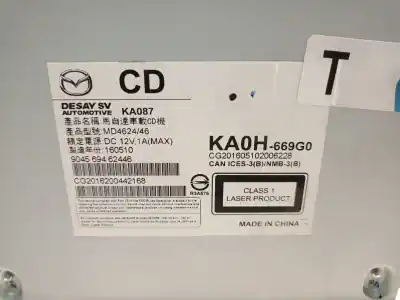 CD
T
DESAY SV
AUTOMOTIVE KA087
產品名稱:馬自達車載CD機
產品型號:MD4624/46
額定電源:DC 12V,1A(MAX)
製造年份:160510
9045 694 62446
CG2016200442168
R3A876
KA0H-669G0
CG201605102006228
CAN ICES-3(B)/NMB-3(B)
CLASS 1
LASER PRODUCT
MADE IN CHINA